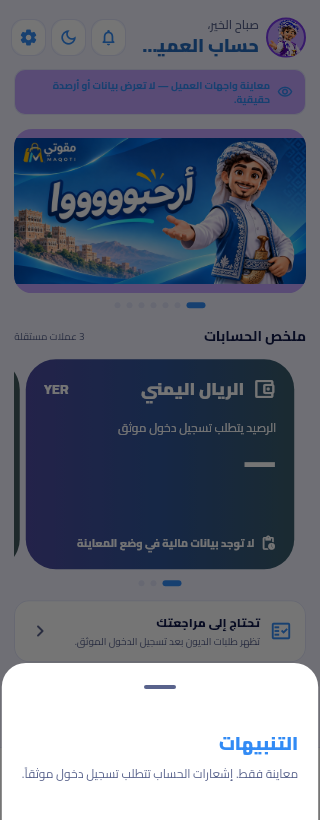 صباح الخير،
حساب العميـ...
معاينة واجهات العميل — لا تعرض بيانات أو أرصدة
حقيقية.
مقوتي
MAQOTI
أرحبوووووا
ملخص الحسابات
3 عملات مستقلة
الريال اليمني
YER
الرصيد يتطلب تسجيل دخول موثق
—
لا توجد بيانات مالية في وضع المعاينة
تحتاج إلى مراجعتك
تظهر طلبات الديون بعد تسجيل الدخول الموثق.
التنبيهات
معاينة فقط. إشعارات الحساب تتطلب تسجيل دخول موثقاً.